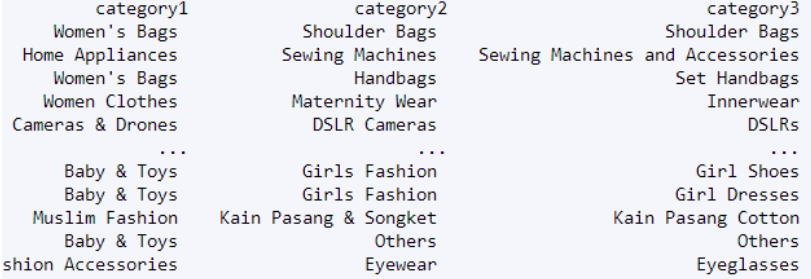 category1 category2 category3
Women's Bags Shoulder Bags Shoulder Bags
Home Appliances Sewing Machines Sewing Machines and Accessories
Women's Bags Handbags Set Handbags
Women Clothes Maternity Wear Innerwear
Cameras & Drones DSLR Cameras DSLRs
... ... ...
Baby & Toys Girls Fashion Girl Shoes
Baby & Toys Girls Fashion Girl Dresses
Muslim Fashion Kain Pasang & Songket Kain Pasang Cotton
Baby & Toys Others Others
shion Accessories Eyewear Eyeglasses